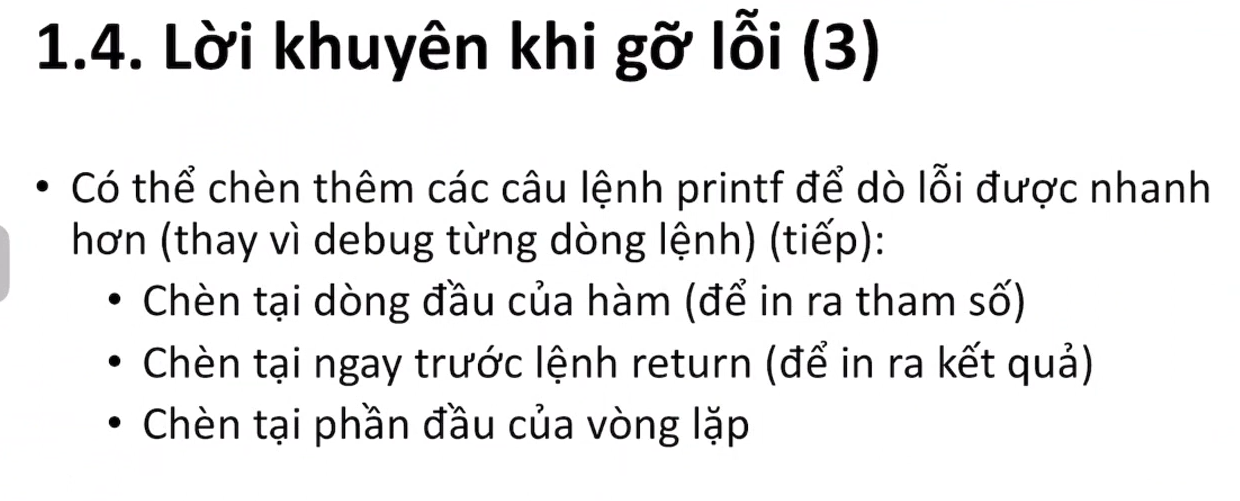 1.4. Lời khuyên khi gỡ lỗi (3)
• Có thể chèn thêm các câu lệnh printf để dò lỗi được nhanh
hơn (thay vì debug từng dòng lệnh) (tiếp):
• Chèn tại dòng đầu của hàm (để in ra tham số)
• Chèn tại ngay trước lệnh return (để in ra kết quả)
• Chèn tại phần đầu của vòng lặp